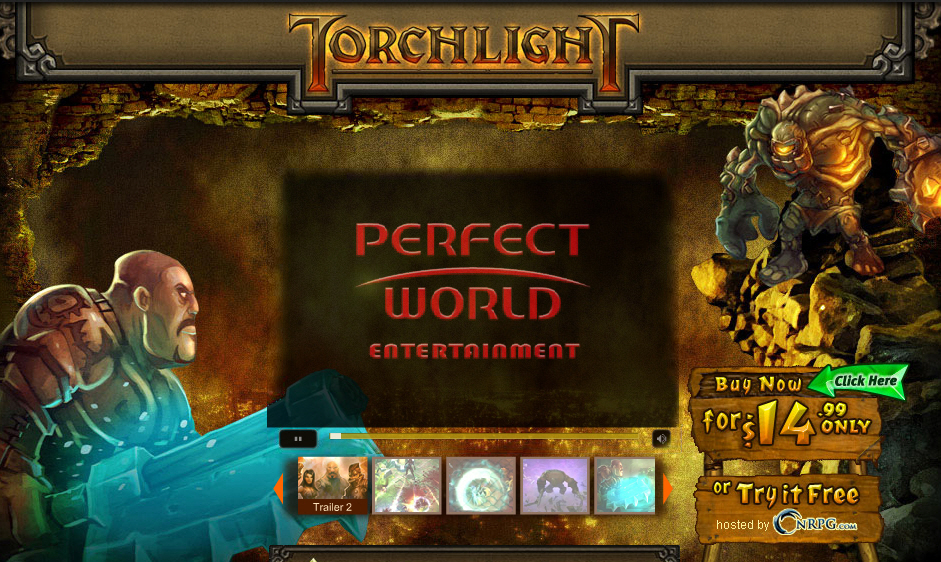 TORCHLIGHT
PERFECT
WORLD
ENTERTAINMENT
Trailer 2
Buy Now
Click Here
for $14.99 ONLY
or Try it Free
hosted by ONRPG.com